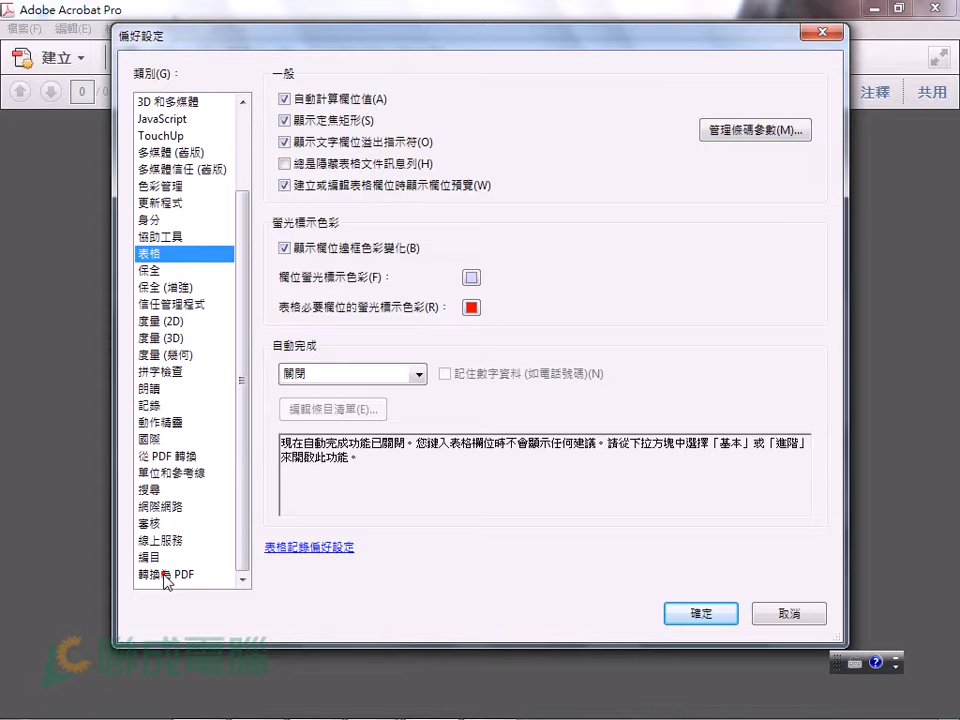 Adobe Acrobat Pro
檔案(F) 編輯(E)
偏好設定
建立
0 / 0
注釋 共用
類別(G)：
3D 和多媒體
JavaScript
TouchUp
多媒體 (舊版)
多媒體信任 (舊版)
色彩管理
更新程式
身分
協助工具
表格
保全
保全 (增強)
信任管理程式
度量 (2D)
度量 (3D)
度量 (幾何)
拼字檢查
朗讀
記錄
動作精靈
國際
從 PDF 轉換
單位和參考線
搜尋
網際網路
審核
線上服務
編目
轉換為 PDF
一般
自動計算欄位值(A)
顯示定焦矩形(S)
顯示文字欄位溢出指示符(O)
總是隱藏表格文件訊息列(H)
建立或編輯表格欄位時顯示欄位預覽(W)
管理條碼參數(M)...
螢光標示色彩
顯示欄位邊框色彩變化(B)
欄位螢光標示色彩(F)：
表格必要欄位的螢光標示色彩(R)：
自動完成
關閉
記住數字資料 (如電話號碼)(N)
編輯條目清單(E)...
現在自動完成功能已關閉。您鍵入表格欄位時不會顯示任何建議。請從下拉方塊中選擇「基本」或「進階」
來開啟此功能。
表格記錄偏好設定
確定
取消
聯成電腦